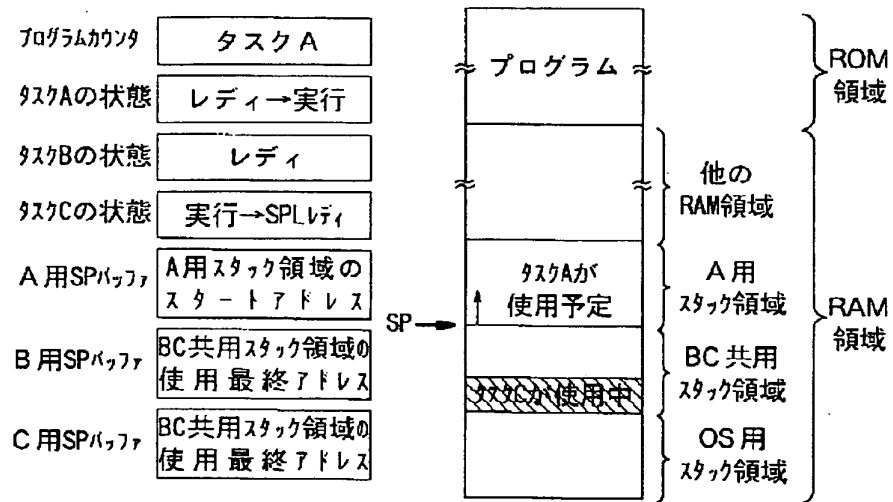 プログラムカウンタ
タスクA
タスクAの状態
レディ→実行
タスクBの状態
レディ
タスクCの状態
実行→SPLレディ
A用SPバッファ
A用スタック領域の
スタートアドレス
B用SPバッファ
BC共用スタック領域の
使用最終アドレス
C用SPバッファ
BC共用スタック領域の
使用最終アドレス
SP
プログラム
タスクAが
使用予定
タスクCが使用中
他の
RAM領域
A用
スタック領域
BC共用
スタック領域
OS用
スタック領域
ROM
領域
RAM
領域